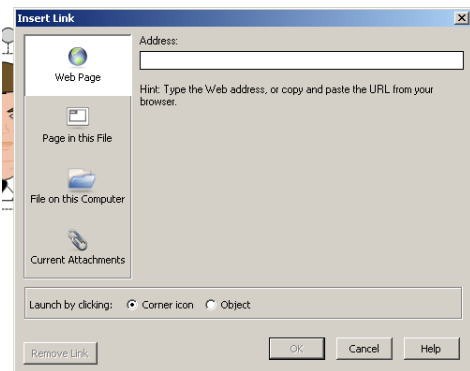 Insert Link
Address:
Web Page
Hint: Type the Web address, or copy and paste the URL from your
browser.
Page in this File
File on this Computer
Current Attachments
Launch by clicking: Corner icon Object
Remove Link OK Cancel Help